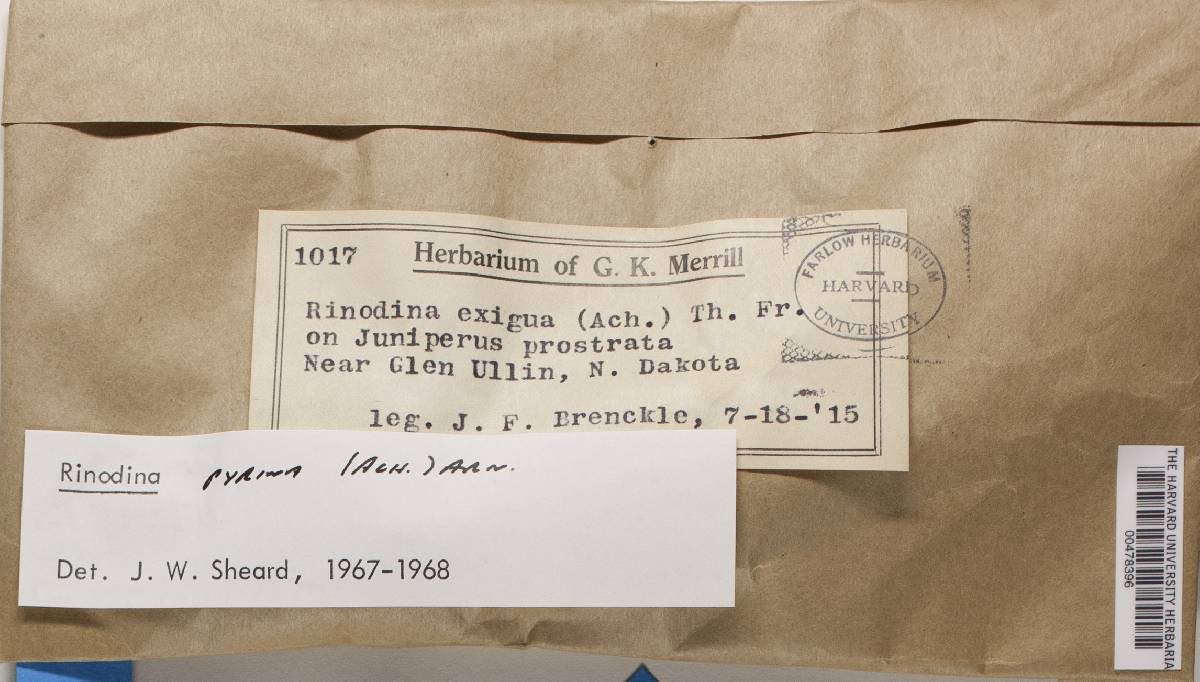 1017 Herbarium of G. K. Merrill
FARLOW HERBARIUM
HARVARD
UNIVERSITY
Rinodina exigua (Ach.) Th. Fr.
on Juniperus prostrata
Near Glen Ullin, N. Dakota
leg. J. F. Brenckle, 7-18-'15
Rinodina PYRINA (ACH.) ARN.
Det. J. W. Sheard, 1967-1968
THE HARVARD UNIVERSITY HERBARIA
00478396